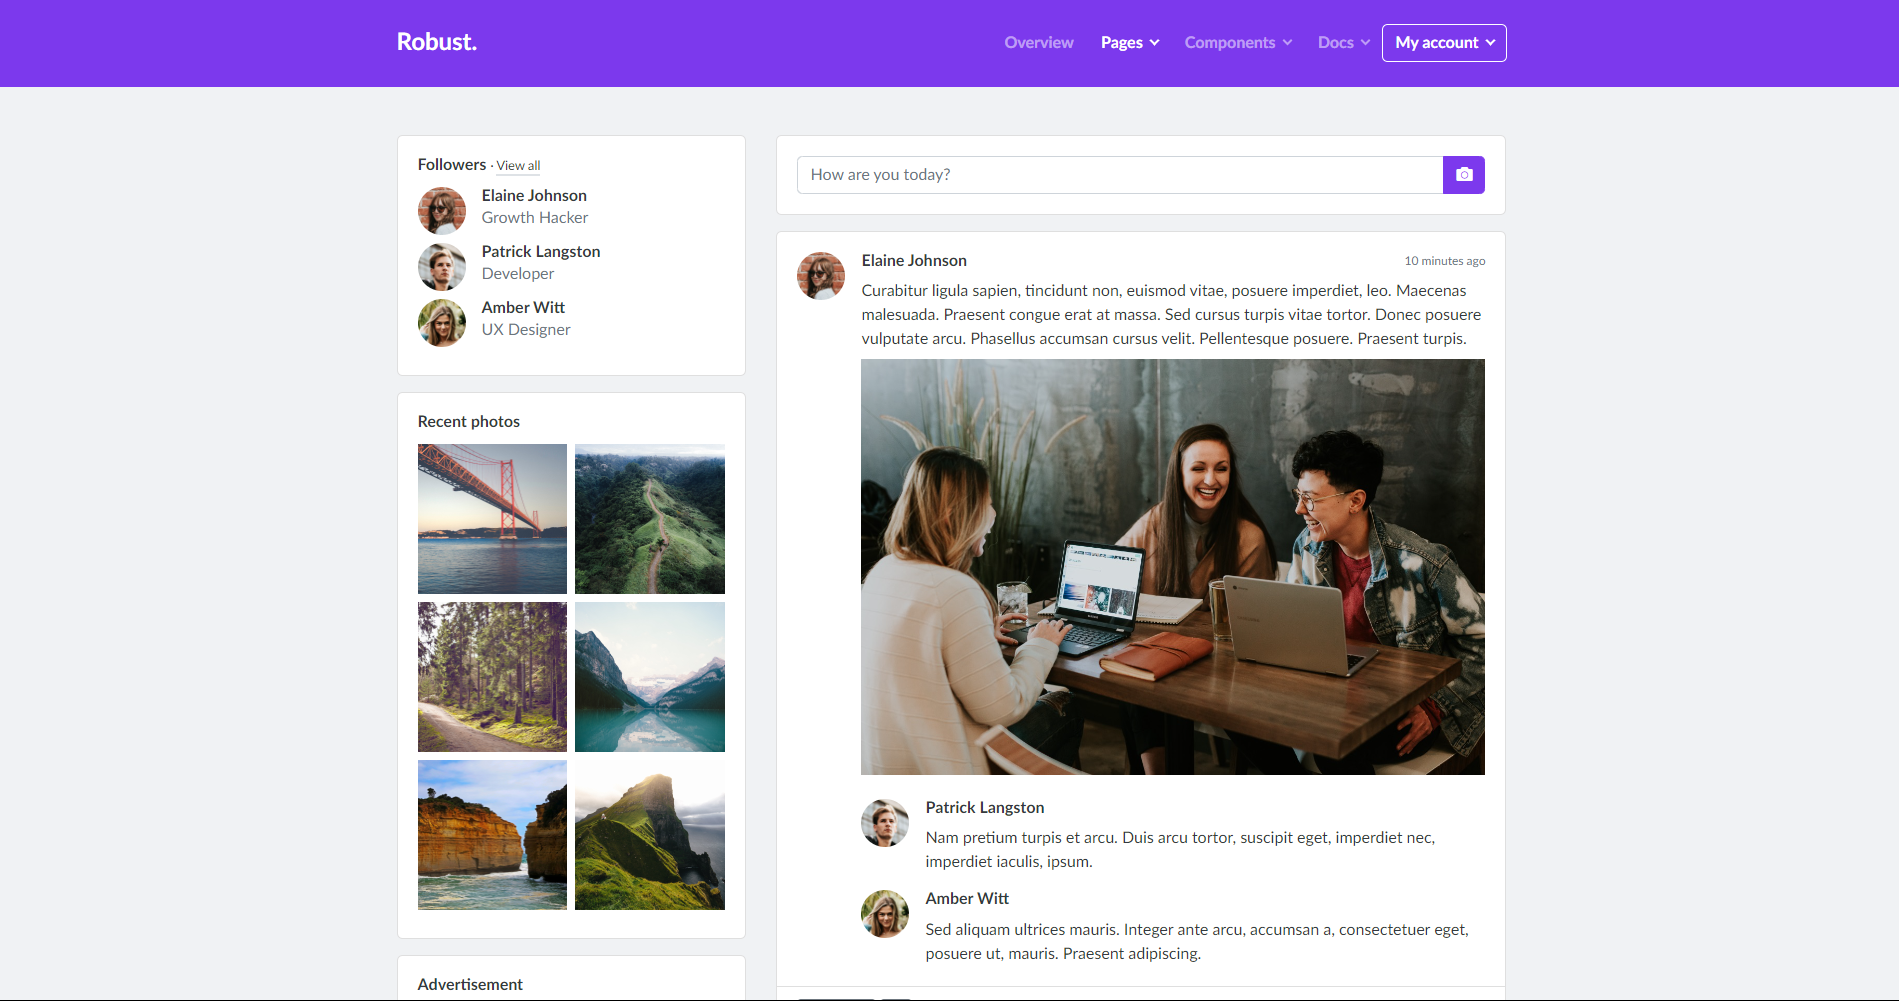 Robust.
Overview
Pages
Components
Docs
My account
Followers · View all
Elaine Johnson
Growth Hacker
Patrick Langston
Developer
Amber Witt
UX Designer
Recent photos
Advertisement
How are you today?
Elaine Johnson
10 minutes ago
Curabitur ligula sapien, tincidunt non, euismod vitae, posuere imperdiet, leo. Maecenas
malesuada. Praesent congue erat at massa. Sed cursus turpis vitae tortor. Donec posuere
vulputate arcu. Phasellus accumsan cursus velit. Pellentesque posuere. Praesent turpis.
Patrick Langston
Nam pretium turpis et arcu. Duis arcu tortor, suscipit eget, imperdiet nec,
imperdiet iaculis, ipsum.
Amber Witt
Sed aliquam ultrices mauris. Integer ante arcu, accumsan a, consectetuer eget,
posuere ut, mauris. Praesent adipiscing.